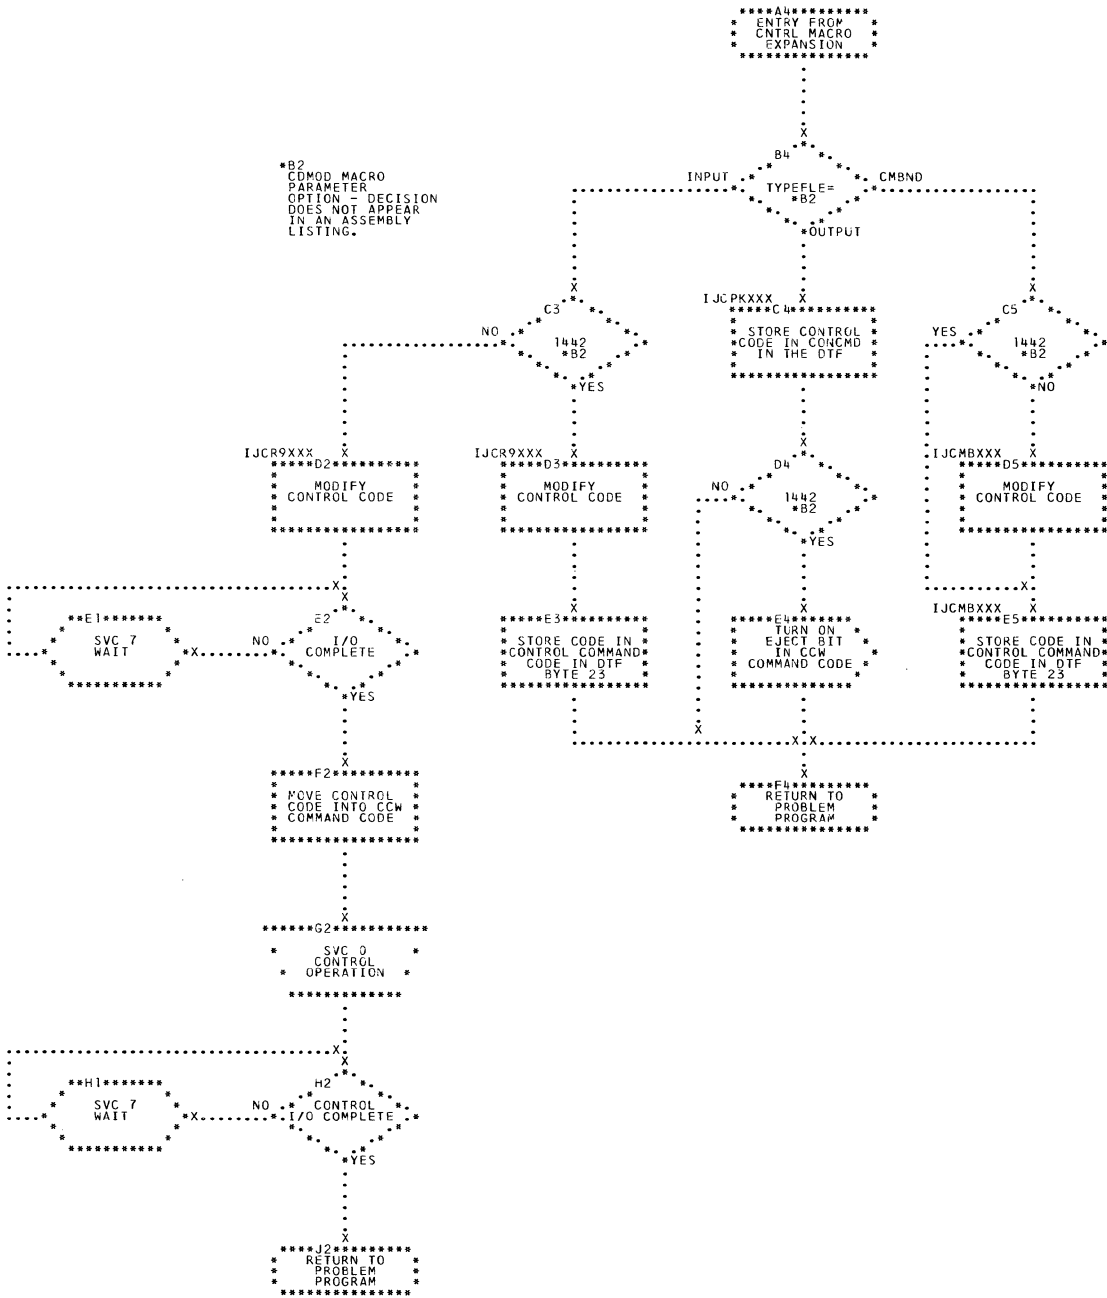 A4
ENTRY FROM
CNTRL MACRO
EXPANSION
B4
*B2
CDMOD MACRO
PARAMETER
OPTION - DECISION
DOES NOT APPEAR
IN AN ASSEMBLY
LISTING.
INPUT
TYPEFLE=
*B2
CMBND
OUTPUT
C3
NO
1442
*B2
YES
IJCPKXXX
C4
STORE CONTROL
CODE IN CONCMD
IN THE DTF
C5
YES
1442
*B2
NO
IJCR9XXX
D2
MODIFY
CONTROL CODE
IJCR9XXX
D3
MODIFY
CONTROL CODE
D4
NO
1442
*B2
YES
IJCMBXXX
D5
MODIFY
CONTROL CODE
E1
SVC 7
WAIT
E2
NO
I/O
COMPLETE
YES
E3
STORE CODE IN
CONTROL COMMAND
CODE IN DTF
BYTE 23
E4
TURN ON
EJECT BIT
IN CCW
COMMAND CODE
IJCMBXXX
E5
STORE CODE IN
CONTROL COMMAND
CODE IN DTF
BYTE 23
F2
MOVE CONTROL
CODE INTO CCW
COMMAND CODE
F4
RETURN TO
PROBLEM
PROGRAM
G2
SVC 0
CONTROL
OPERATION
H1
SVC 7
WAIT
H2
NO
CONTROL
I/O COMPLETE
YES
J2
RETURN TO
PROBLEM
PROGRAM